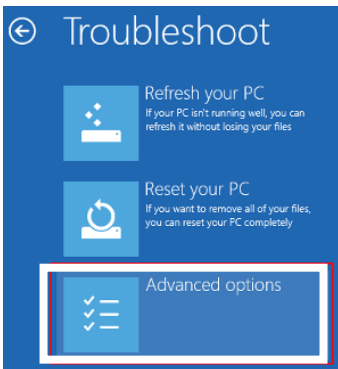 Troubleshoot
Refresh your PC
If your PC isn't running well, you can
refresh it without losing your files
Reset your PC
If you want to remove all of your files,
you can reset your PC completely
Advanced options